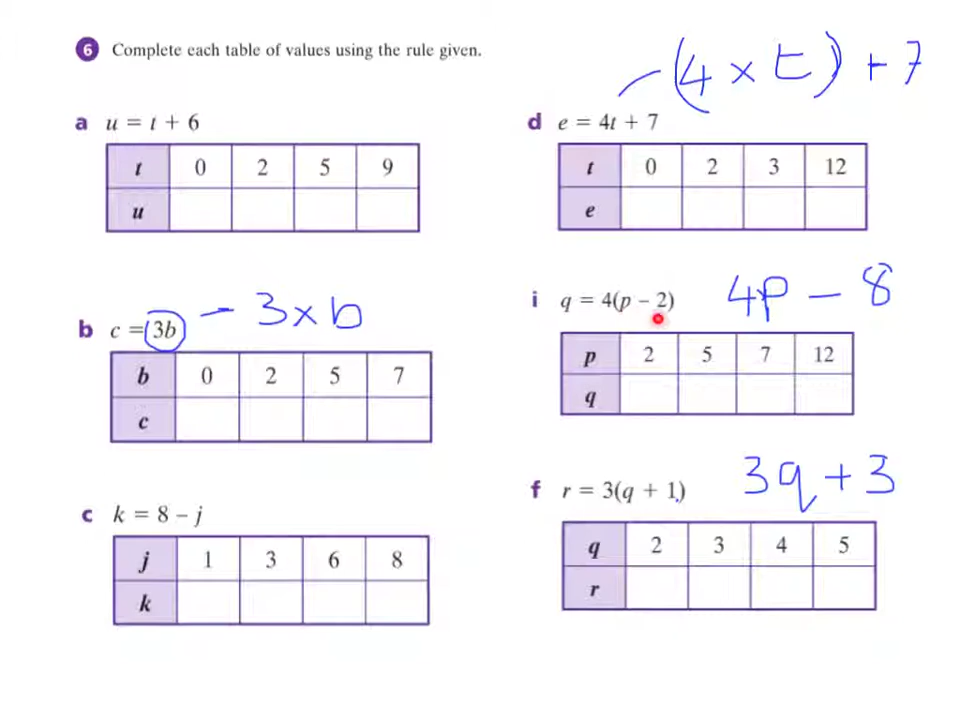 6 Complete each table of values using the rule given.
– (4 × t) + 7
a u = t + 6
t 0 2 5 9
u
d e = 4t + 7
t 0 2 3 12
e
b c = 3b – 3 × b
b 0 2 5 7
c
i q = 4(p − 2) 4p – 8
p 2 5 7 12
q
c k = 8 − j
j 1 3 6 8
k
f r = 3(q + 1) 3q + 3
q 2 3 4 5
r